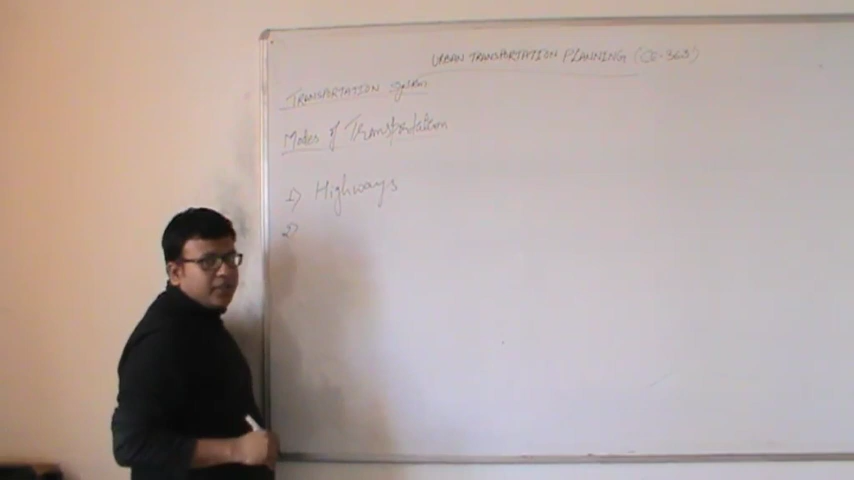 URBAN TRANSPORTATION PLANNING (CE-363)
TRANSPORTATION system
Modes of Transportation
1) Highways
2)